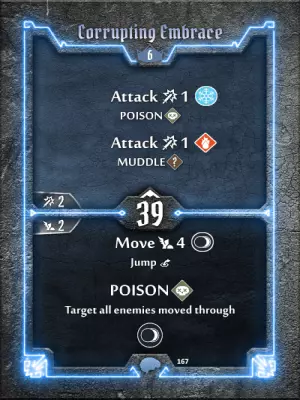 Corrupting Embrace
6
Attack 1
POISON
Attack 1
MUDDLE ?
2
39
2
Move 4
Jump
POISON
Target all enemies moved through
167